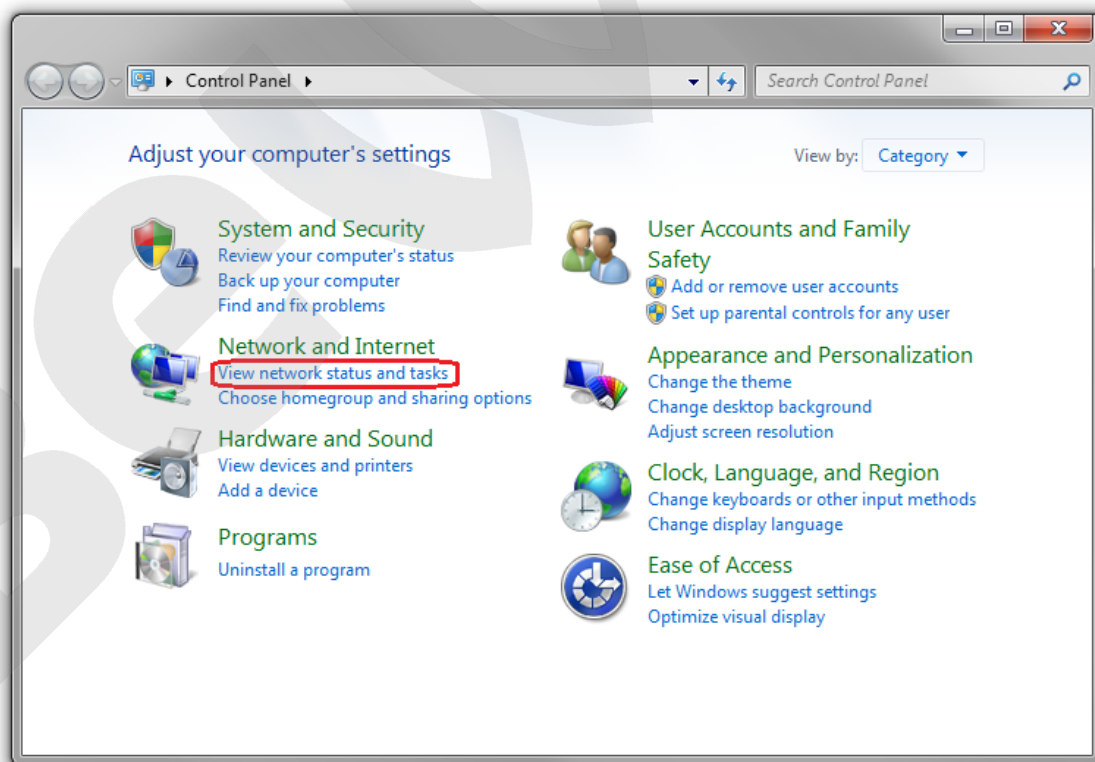 Control Panel
Search Control Panel
Adjust your computer's settings
View by: Category
System and Security
Review your computer's status
Back up your computer
Find and fix problems
Network and Internet
View network status and tasks
Choose homegroup and sharing options
Hardware and Sound
View devices and printers
Add a device
Programs
Uninstall a program
User Accounts and Family
Safety
Add or remove user accounts
Set up parental controls for any user
Appearance and Personalization
Change the theme
Change desktop background
Adjust screen resolution
Clock, Language, and Region
Change keyboards or other input methods
Change display language
Ease of Access
Let Windows suggest settings
Optimize visual display